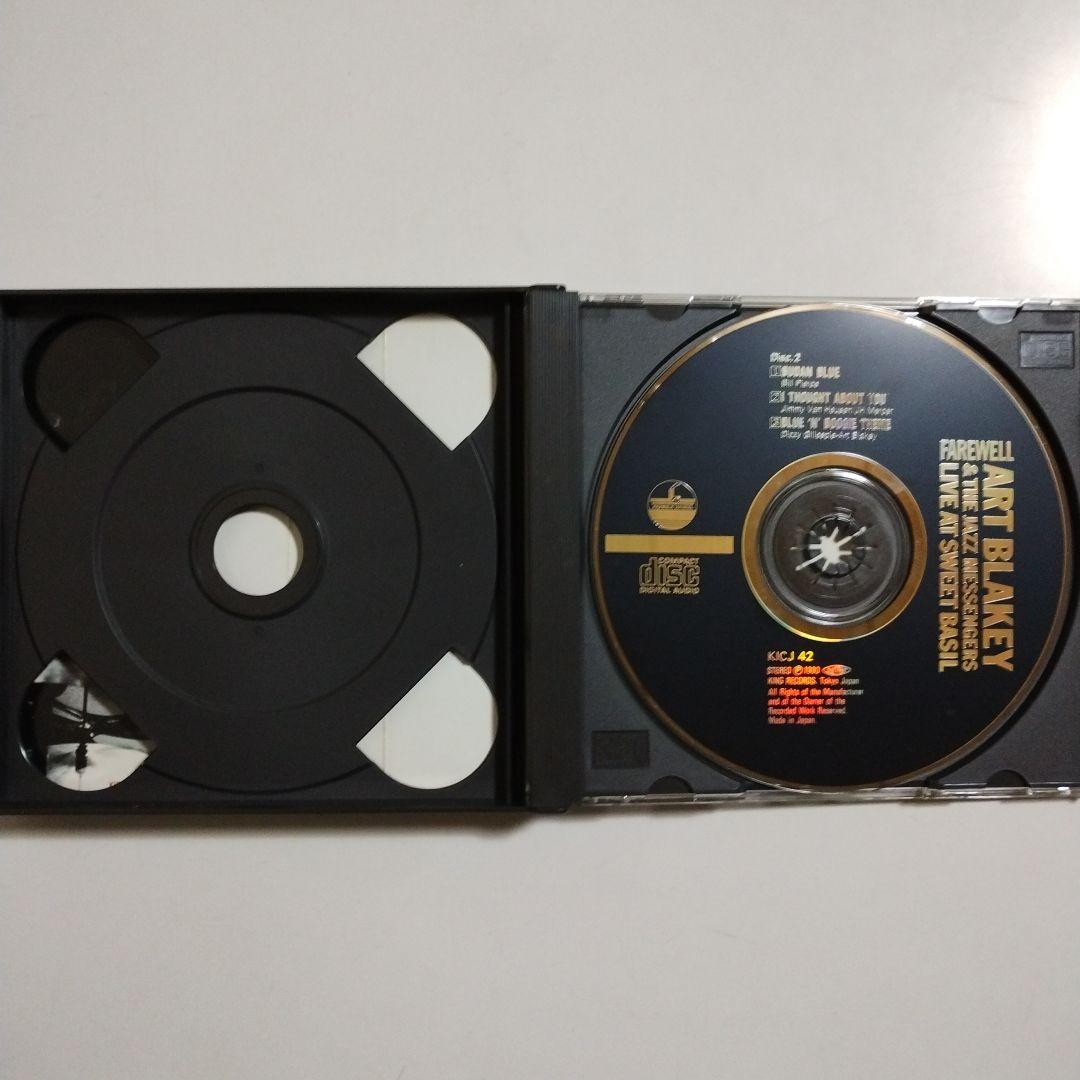 Disc.2
1 SUDAN BLUE
Bill Pierce
2 I THOUGHT ABOUT YOU
Jimmy Van Heusen-JH Mercer
3 BLUE 'N' BOOGIE THEME
Dizzy Gillespie-Art Blakey
FAREWELL
ART BLAKEY
& THE JAZZ MESSENGERS
LIVE AT SWEET BASIL
COMPACT
disc
DIGITAL AUDIO
KICJ 42
STEREO Ⓟ 1990
KING RECORDS. Tokyo Japan
All Rights of the Manufacturer
and of the Owner of the
Recorded Work Reserved.
Made in Japan.